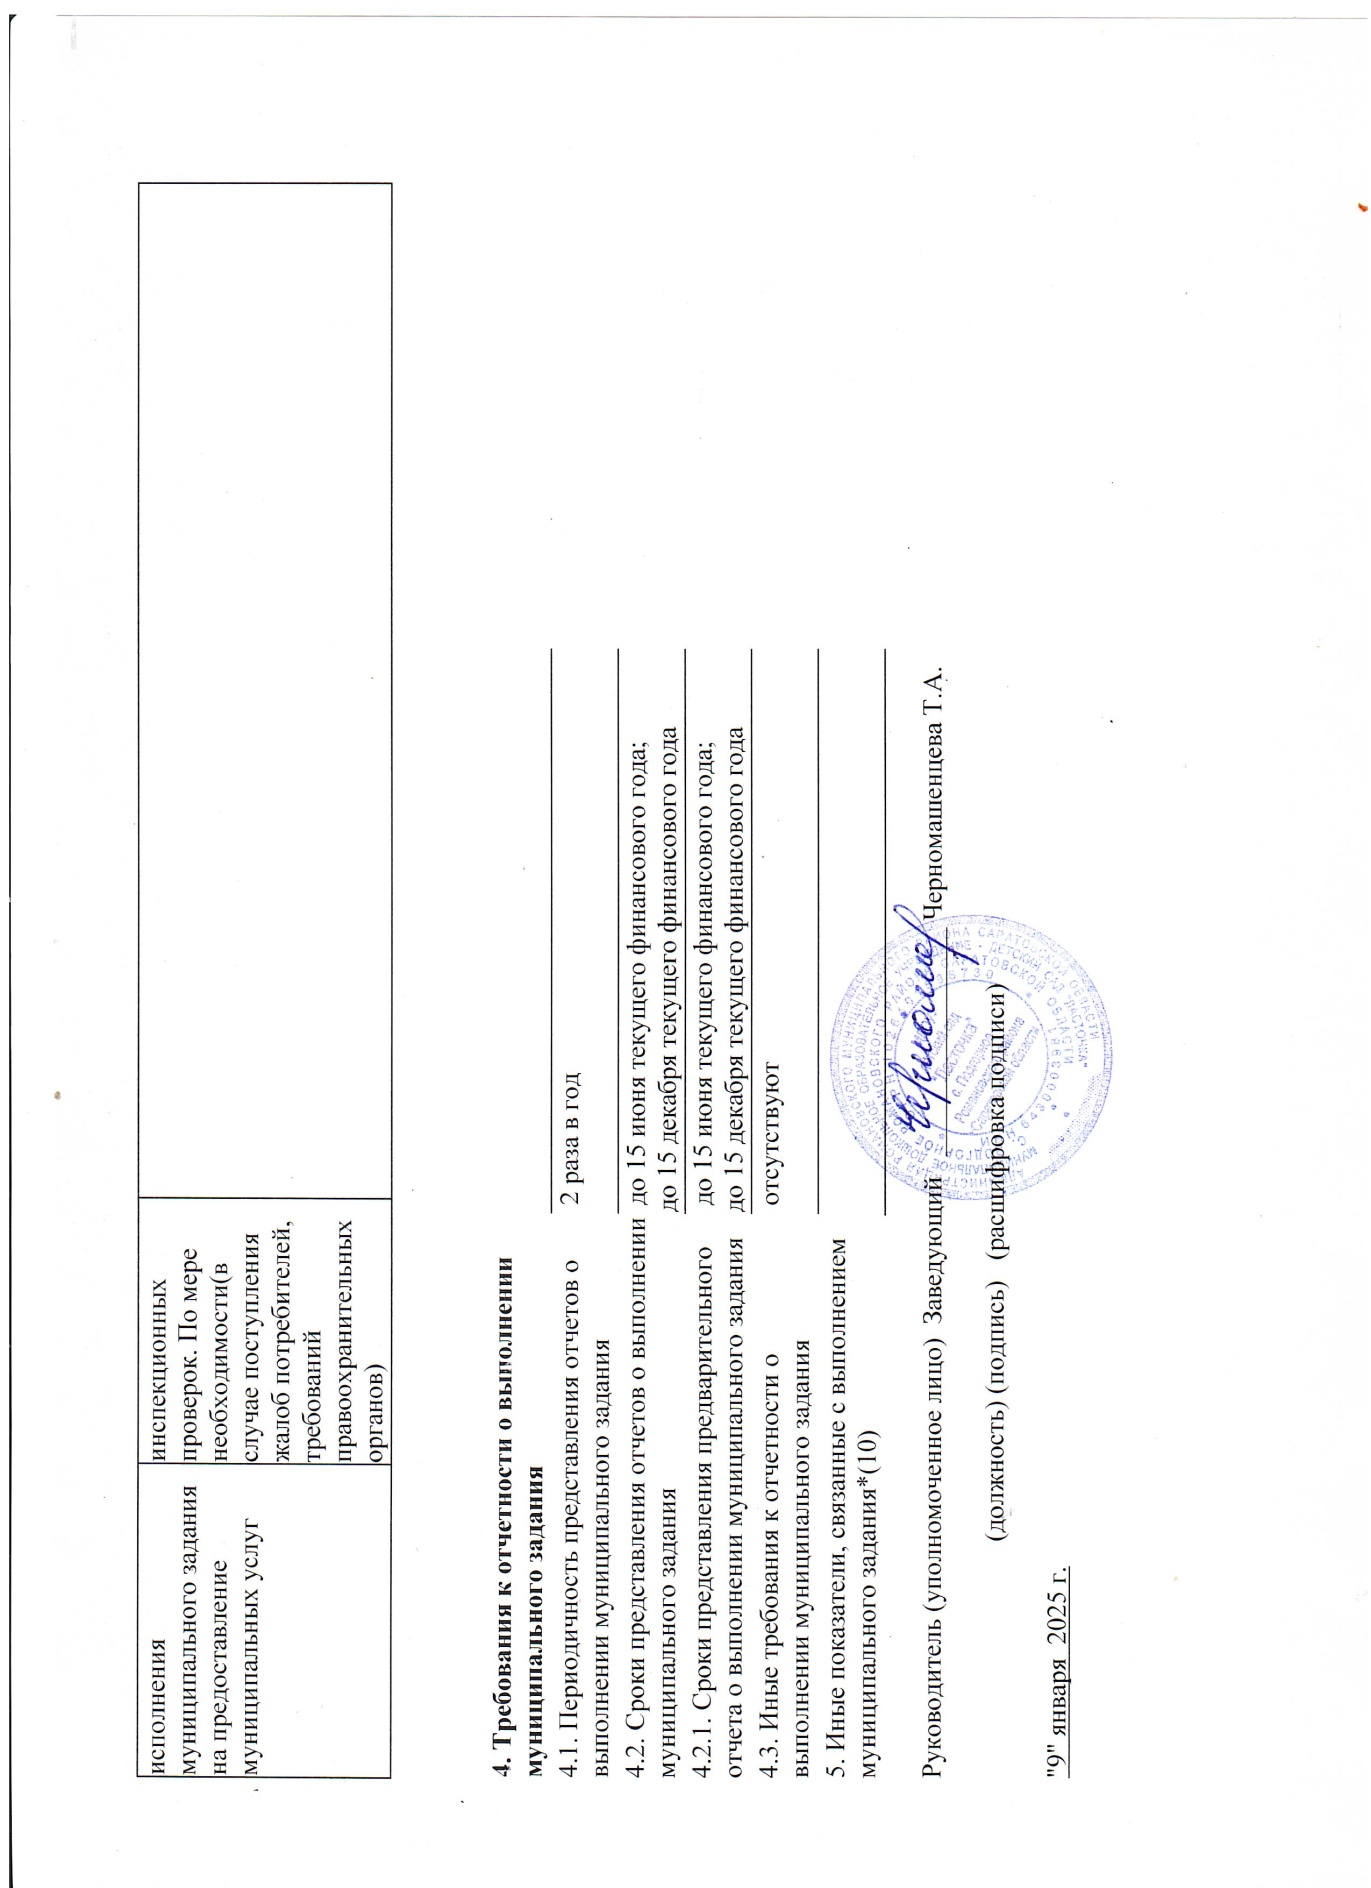 исполнения
муниципального задания
на предоставление
муниципальных услуг
инспекционных
проверок. По мере
необходимости(в
случае поступления
жалоб потребителей,
требований
правоохранительных
органов)
4. Требования к отчетности о выполнении
муниципального задания
4.1. Периодичность представления отчетов о
выполнении муниципального задания
2 раза в год
4.2. Сроки представления отчетов о выполнении
муниципального задания
до 15 июня текущего финансового года;
до 15 декабря текущего финансового года
4.2.1. Сроки представления предварительного
отчета о выполнении муниципального задания
до 15 июня текущего финансового года;
до 15 декабря текущего финансового года
4.3. Иные требования к отчетности о
выполнении муниципального задания
отсутствуют
5. Иные показатели, связанные с выполнением
муниципального задания*(10)
Руководитель (уполномоченное лицо) Заведующий Черномашенцева Т.А.
(должность) (подпись) (расшифровка подписи)
"9" января 2025 г.